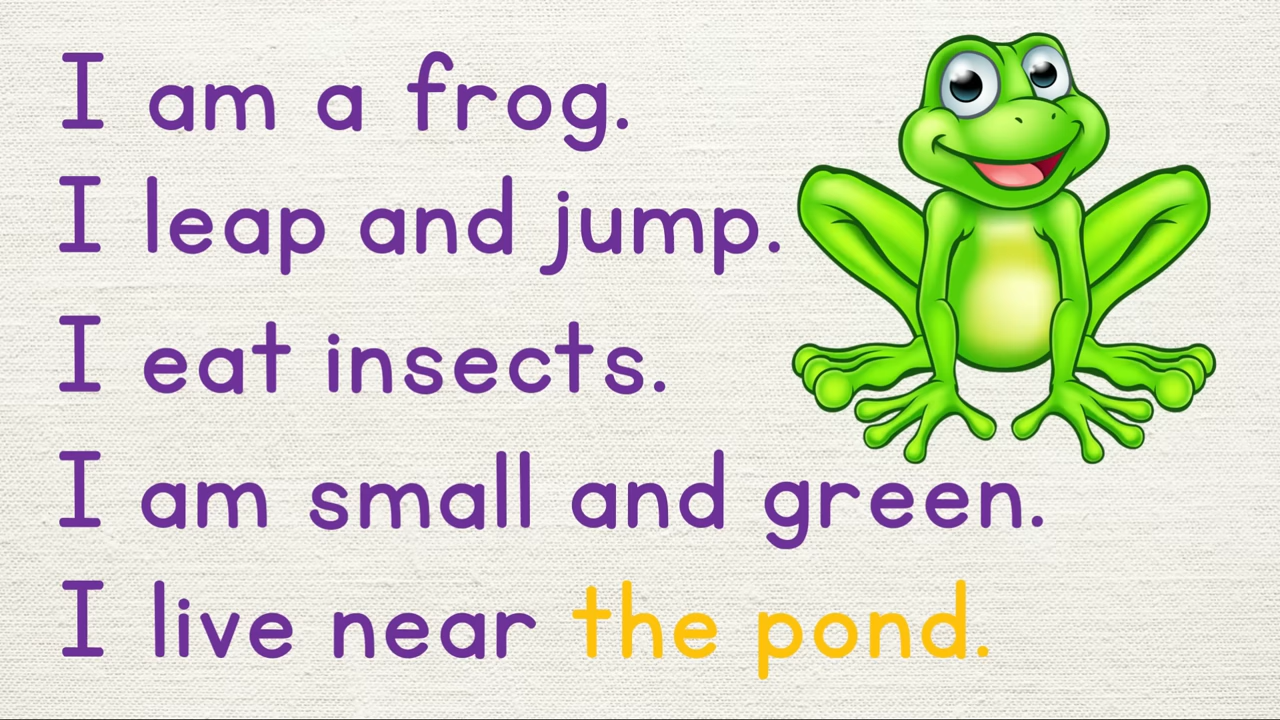 I am a frog.
I leap and jump.
I eat insects.
I am small and green.
I live near the pond.